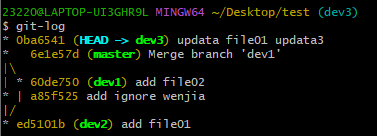 23220@LAPTOP-UI3GHR9L MINGW64 ~/Desktop/test (dev3)
$ git-log
* 0ba6541 (HEAD -> dev3) updata file01 updata3
*   6e1e57d (master) Merge branch 'dev1'
|\
| * 60de750 (dev1) add file02
* | a85f525 add ignore wenjia
|/
* ed5101b (dev2) add file01